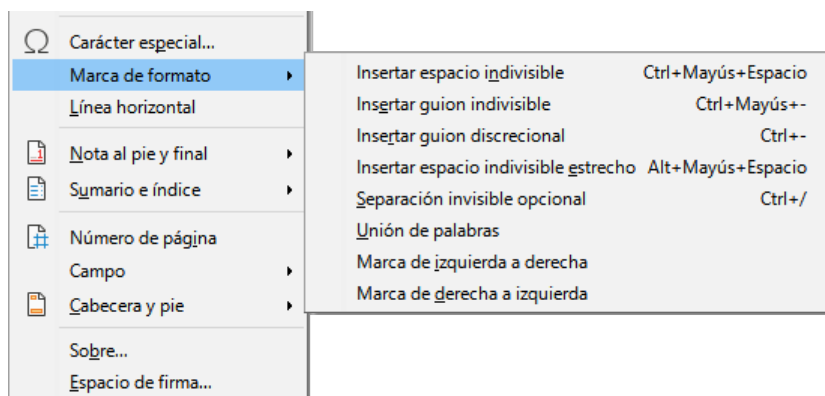 Carácter especial...
Marca de formato
Línea horizontal
Nota al pie y final
Sumario e índice
Número de página
Campo
Cabecera y pie
Sobre...
Espacio de firma...
Insertar espacio indivisible Ctrl+Mayús+Espacio
Insertar guion indivisible Ctrl+Mayús+-
Insertar guion discrecional Ctrl+-
Insertar espacio indivisible estrecho Alt+Mayús+Espacio
Separación invisible opcional Ctrl+/
Unión de palabras
Marca de izquierda a derecha
Marca de derecha a izquierda